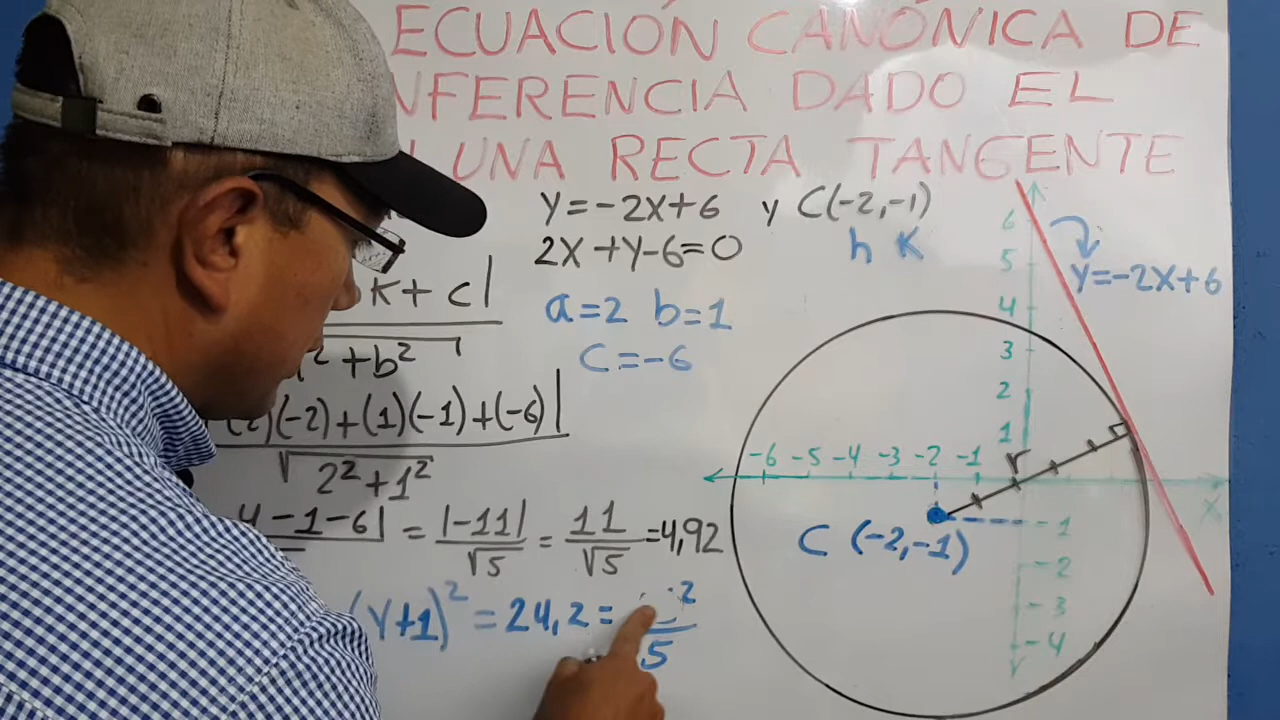 ECUACIÓN CANÓNICA DE
NFERENCIA DADO EL
UNA RECTA TANGENTE
Y=-2X+6 y C(-2,-1)
h K
2X+Y-6=0
a=2 b=1
C=-6
K+C|
² + b²
(-2)+(1)(-1)+(-6)|
√2²+1²
4-1-6| = |-11| / √5 = 11 / √5 =4,92
(Y+1)² = 24,2 = ² / 5
6
5
4
3
2
1
-6 -5 -4 -3 -2 -1
-1
-2
-3
-4
X
r
Y=-2X+6
C (-2,-1)